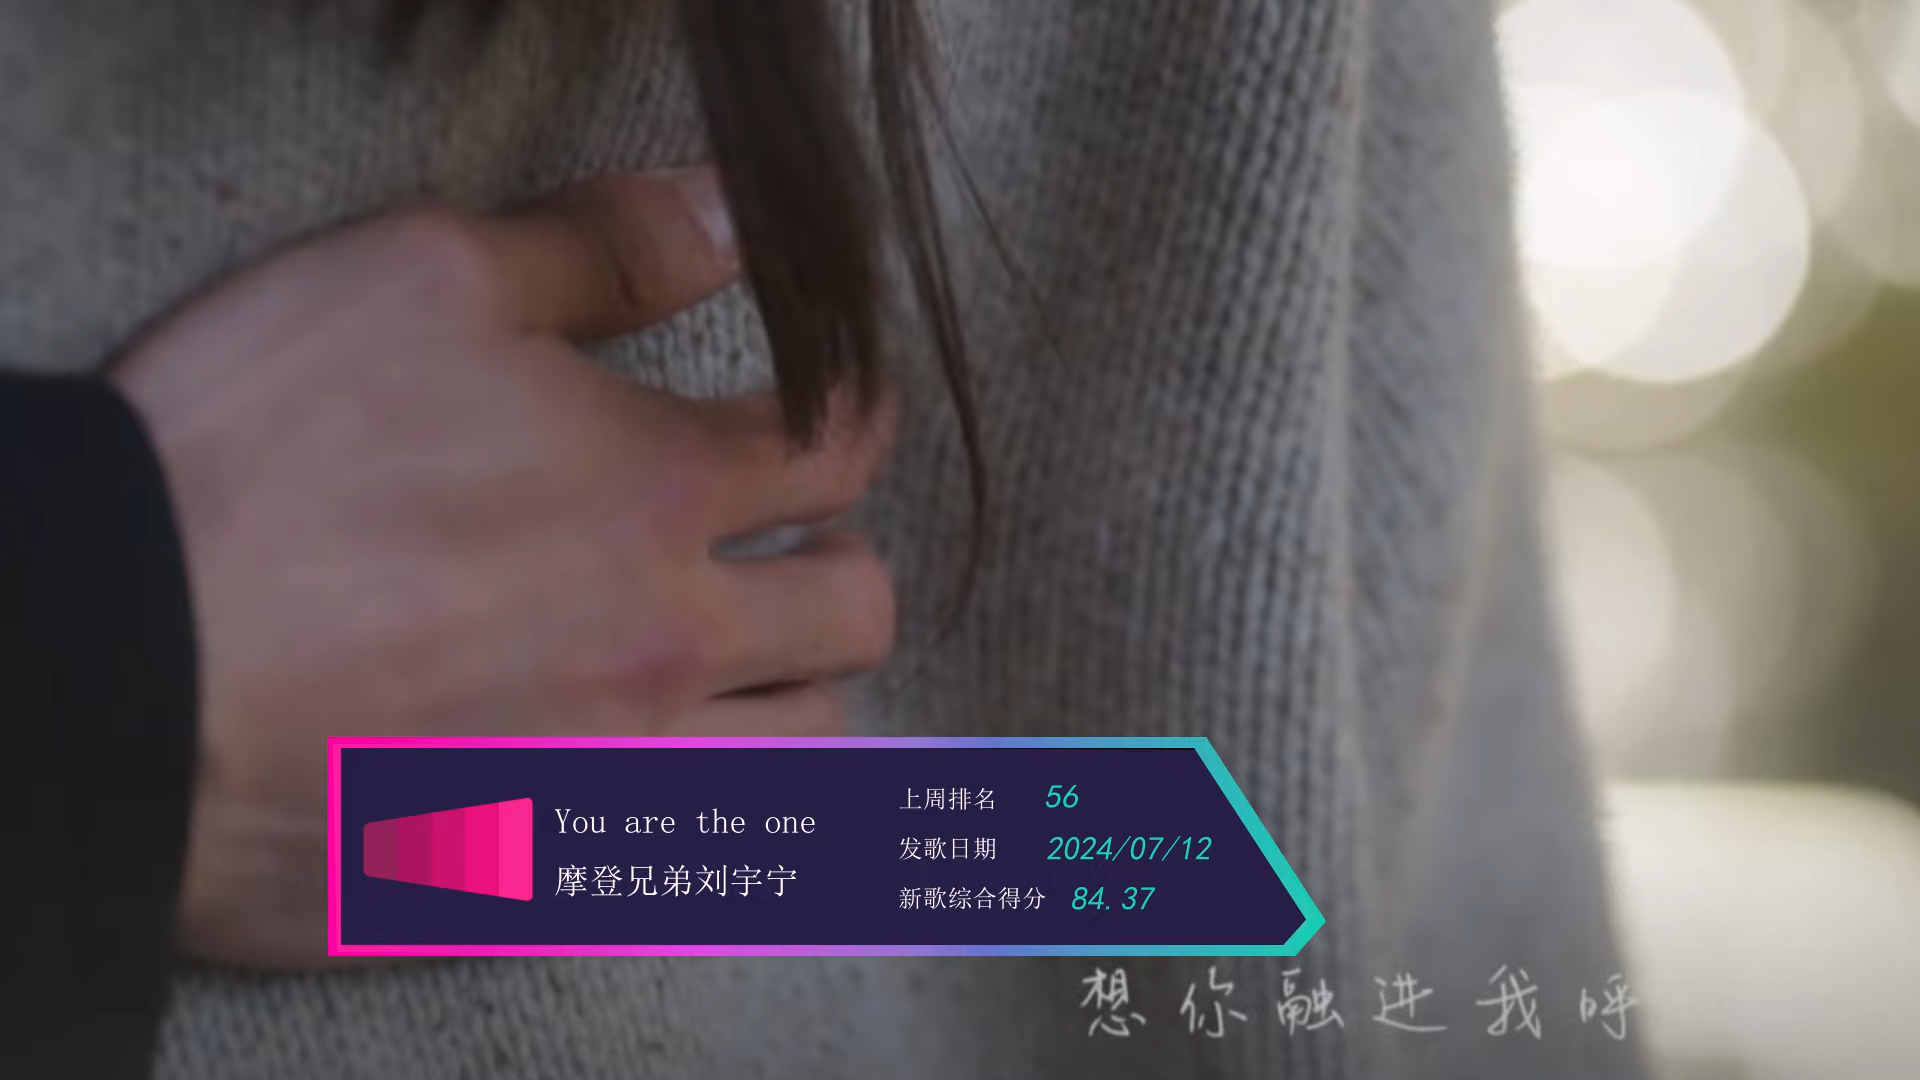 You are the one
摩登兄弟刘宇宁
上周排名 56
发歌日期 2024/07/12
新歌综合得分 84.37
想你融进我呼